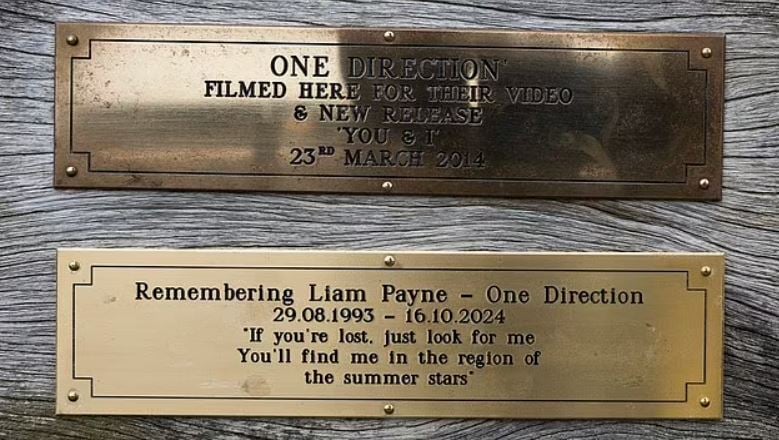 ONE DIRECTION'
FILMED HERE FOR THEIR VIDEO
& NEW RELEASE
'YOU & I'
23RD MARCH 2014
Remembering Liam Payne – One Direction
29.08.1993 – 16.10.2024
"If you're lost, just look for me
You'll find me in the region of
the summer stars"